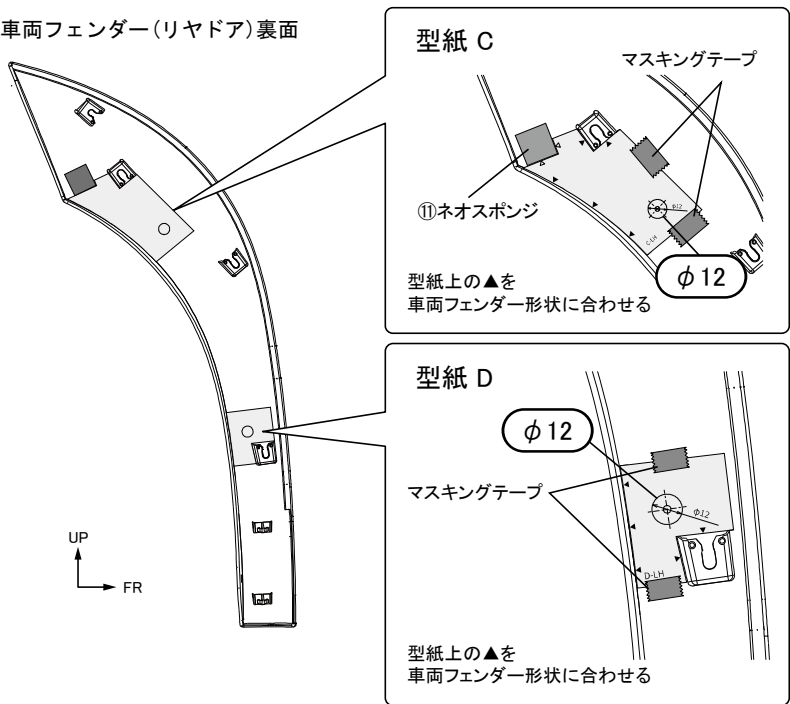 車両フェンダー(リヤドア)裏面
UP
FR
型紙 C
マスキングテープ
⑪ネオスポンジ
φ12
C-LH
φ12
型紙上の▲を
車両フェンダー形状に合わせる
型紙 D
φ12
マスキングテープ
φ12
D-LH
型紙上の▲を
車両フェンダー形状に合わせる